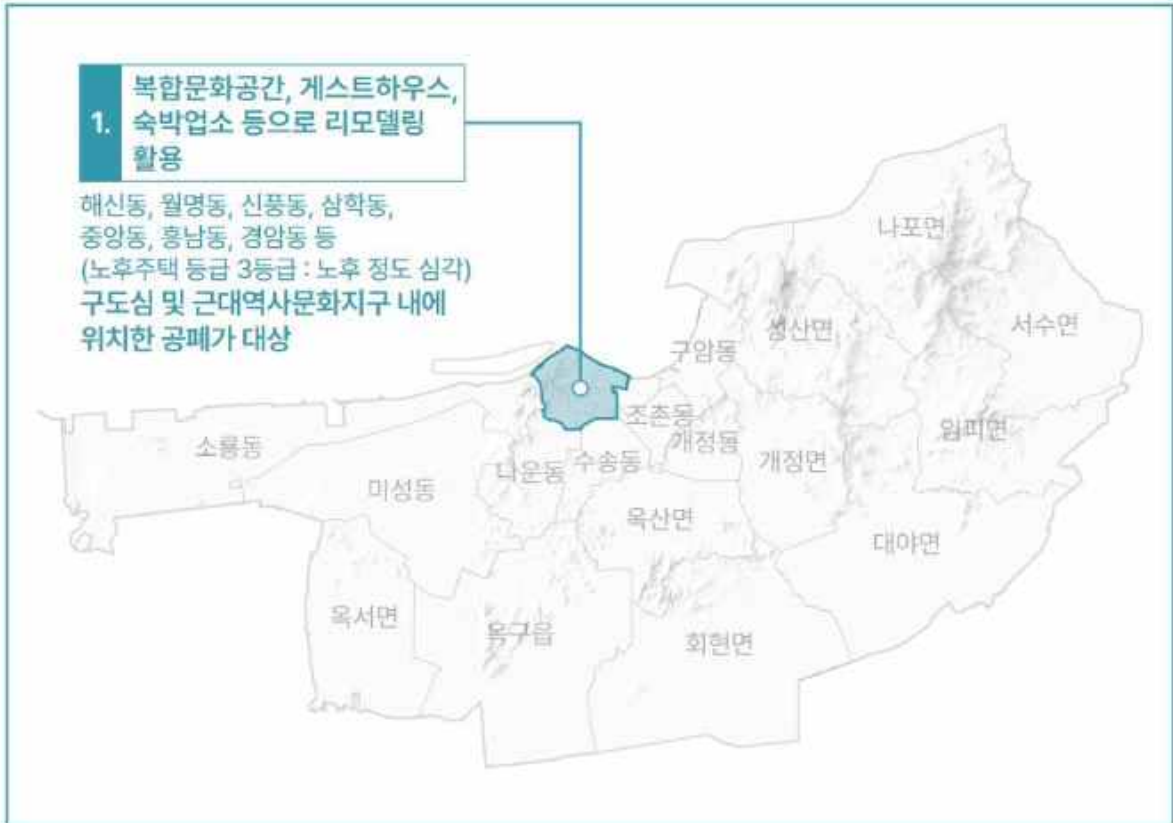 1.
복합문화공간, 게스트하우스,
숙박업소 등으로 리모델링
활용
해신동, 월명동, 신풍동, 삼학동,
중앙동, 흥남동, 경암동 등
(노후주택 등급 3등급 : 노후 정도 심각)
구도심 및 근대역사문화지구 내에
위치한 공폐가 대상
나포면
서수면
성산면
구암동
조촌동
개정동
임피면
소룡동
미성동
나운동
수송동
개정면
옥산면
대야면
옥서면
옥구읍
회현면